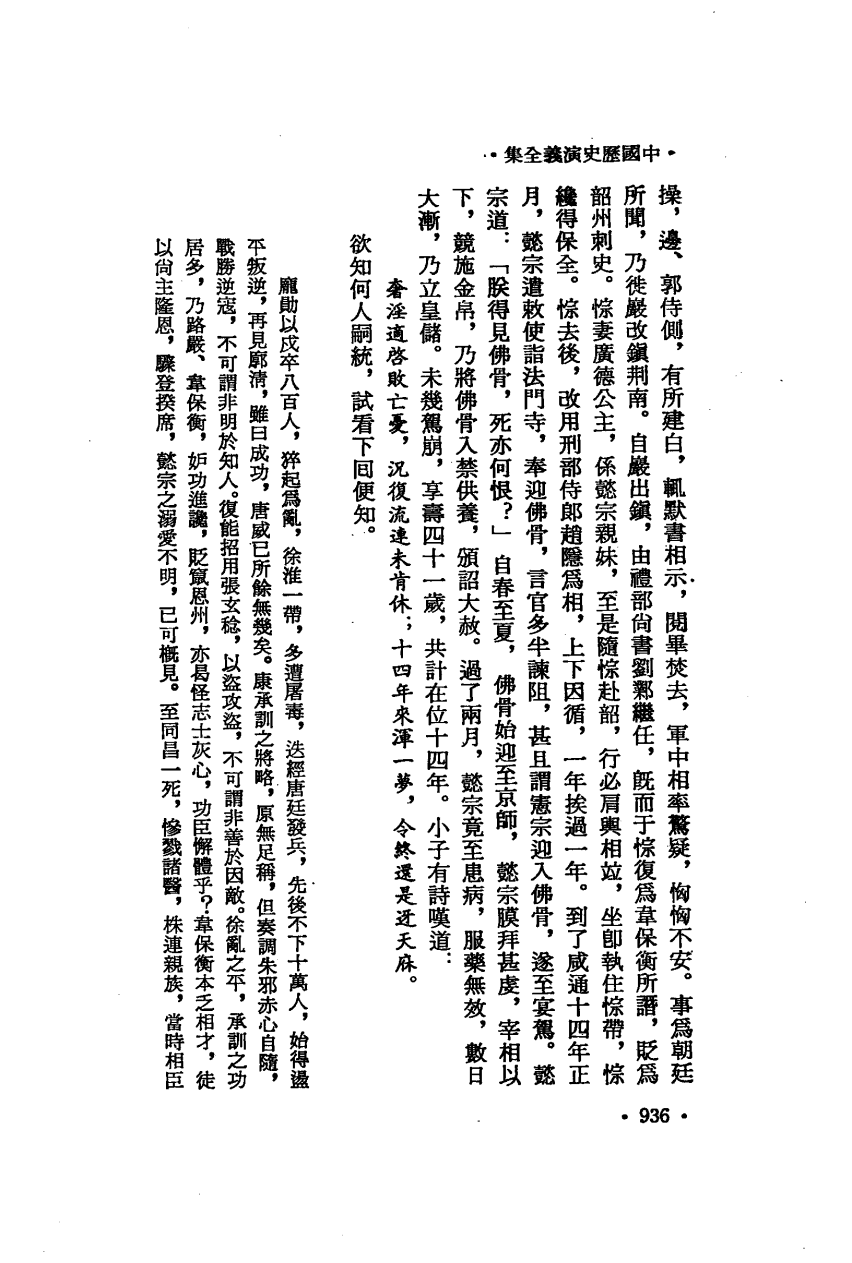 ·中國歷史演義全集·
操，邊、郭侍側，有所建白，輒默書相示，閱畢焚去，軍中相率驚疑，恟恟不安。事爲朝廷
所聞，乃徙巖改鎭荆南。自巖出鎭，由禮部尙書劉鄴繼任，旣而于悰復爲韋保衡所譖，貶爲
韶州刺史。悰妻廣德公主，係懿宗親妹，至是隨悰赴韶，行必肩輿相竝，坐卽執住悰帶，悰
纔得保全。悰去後，改用刑部侍郎趙隱爲相，上下因循，一年挨過一年。到了咸通十四年正
月，懿宗遣敕使詣法門寺，奉迎佛骨，言官多半諫阻，甚且謂憲宗迎入佛骨，遂至宴駕。懿
宗道：「朕得見佛骨，死亦何恨？」自春至夏，佛骨始迎至京師，懿宗膜拜甚虔，宰相以
下，競施金帛，乃將佛骨入禁供養，頒詔大赦。過了兩月，懿宗竟至患病，服藥無效，數日
大漸，乃立皇儲。未幾駕崩，享壽四十一歲，共計在位十四年。小子有詩嘆道：
奢淫適啓敗亡憂，況復流連未肯休；十四年來渾一夢，令終還是迓天庥。
欲知何人嗣統，試看下回便知。
龐勛以戍卒八百人，猝起爲亂，徐淮一帶，多遭屠毒，迭經唐廷發兵，先後不下十萬人，始得盪
平叛逆，再見廓淸，雖曰成功，唐威已所餘無幾矣。康承訓之將略，原無足稱，但奏調朱邪赤心自隨，
戰勝逆寇，不可謂非明於知人。復能招用張玄稔，以盜攻盜，不可謂非善於因敵。徐亂之平，承訓之功
居多，乃路嚴、韋保衡，妒功進讒，貶竄恩州，亦曷怪志士灰心，功臣懈體乎？韋保衡本乏相才，徒
以尙主隆恩，驟登揆席，懿宗之溺愛不明，已可槪見。至同昌一死，慘戮諸醫，株連親族，當時相臣
·936·